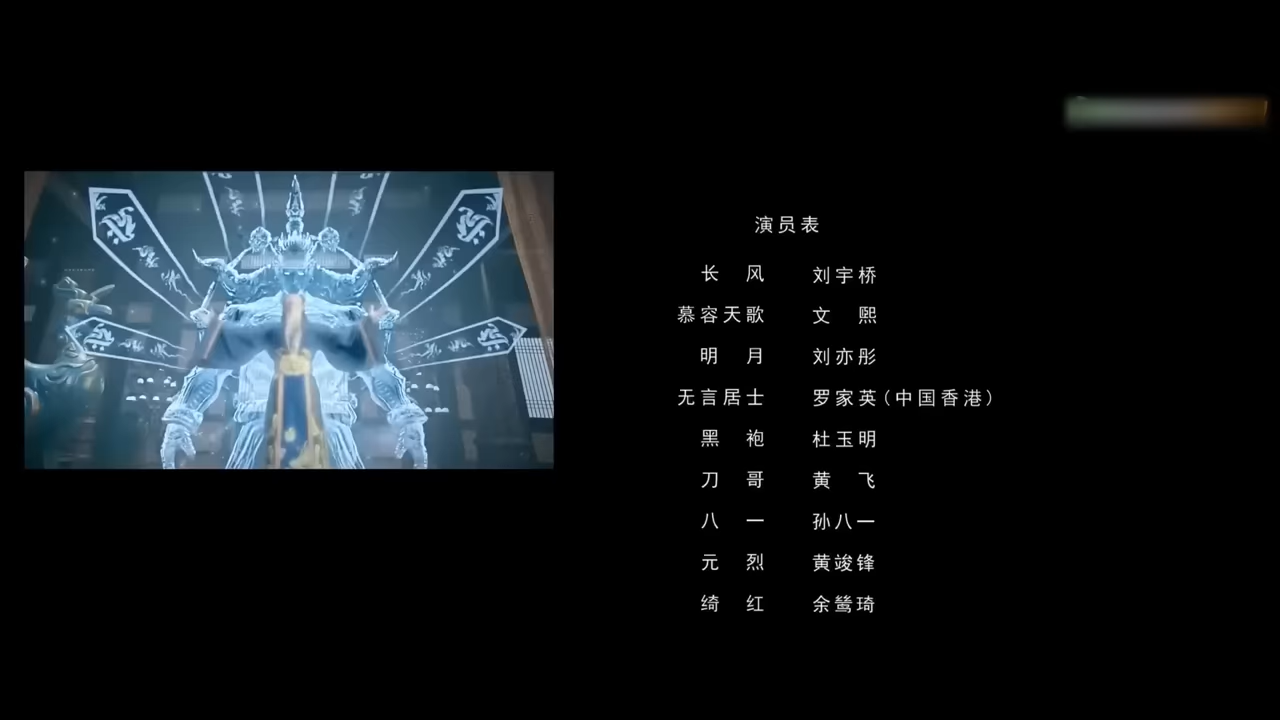 演员表
长 风 刘宇桥
慕容天歌 文 熙
明 月 刘亦彤
无言居士 罗家英(中国香港)
黑 袍 杜玉明
刀 哥 黄 飞
八 一 孙八一
元 烈 黄竣锋
绮 红 余鸶琦